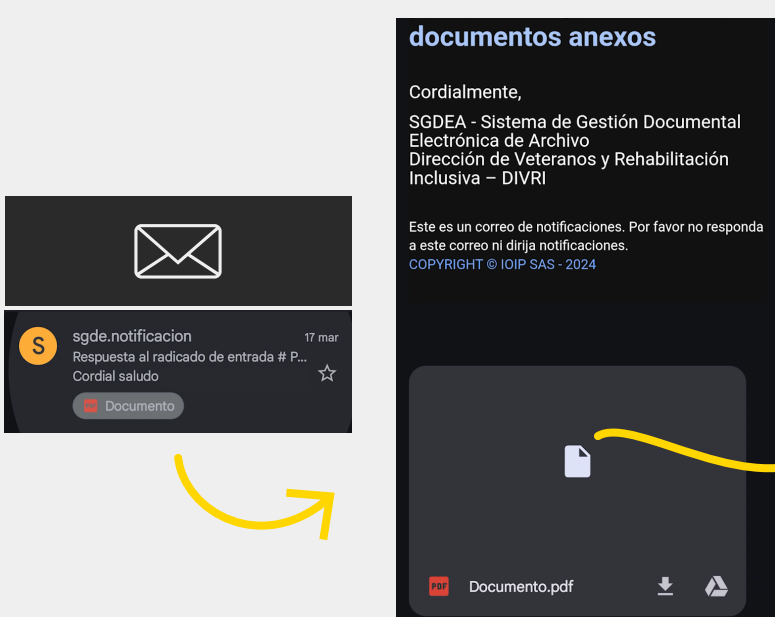 sgde.notificacion
17 mar
Respuesta al radicado de entrada # P...
Cordial saludo
PDF Documento
S
documentos anexos
Cordialmente,
SGDEA - Sistema de Gestión Documental
Electrónica de Archivo
Dirección de Veteranos y Rehabilitación
Inclusiva – DIVRI
Este es un correo de notificaciones. Por favor no responda
a este correo ni dirija notificaciones.
COPYRIGHT © IOIP SAS - 2024
PDF Documento.pdf